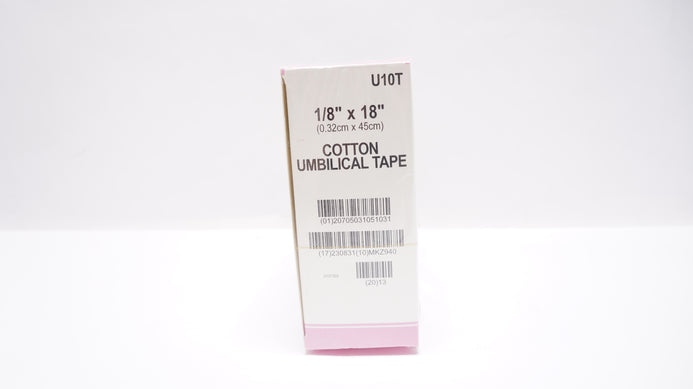 U10T
1/8" x 18"
(0.32cm x 45cm)
COTTON
UMBILICAL TAPE
(01)20705031051031
(17)230831(10)MKZ940
(20)13